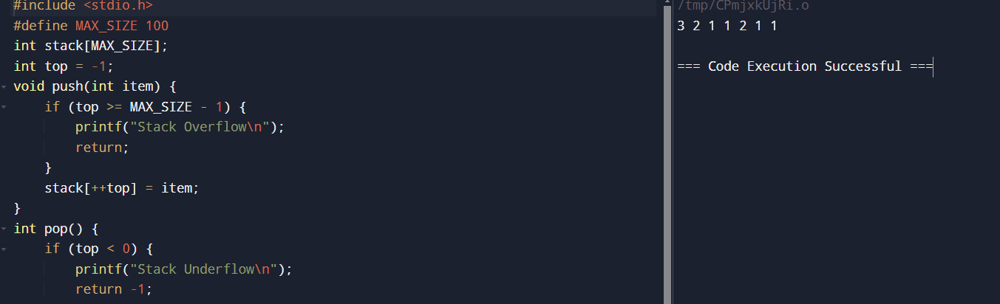 #include <stdio.h>
#define MAX_SIZE 100
int stack[MAX_SIZE];
int top = -1;
void push(int item) {
    if (top >= MAX_SIZE - 1) {
        printf("Stack Overflow\n");
        return;
    }
    stack[++top] = item;
}
int pop() {
    if (top < 0) {
        printf("Stack Underflow\n");
        return -1;
/tmp/CPmjxkUjRi.o
3 2 1 1 2 1 1
=== Code Execution Successful ===